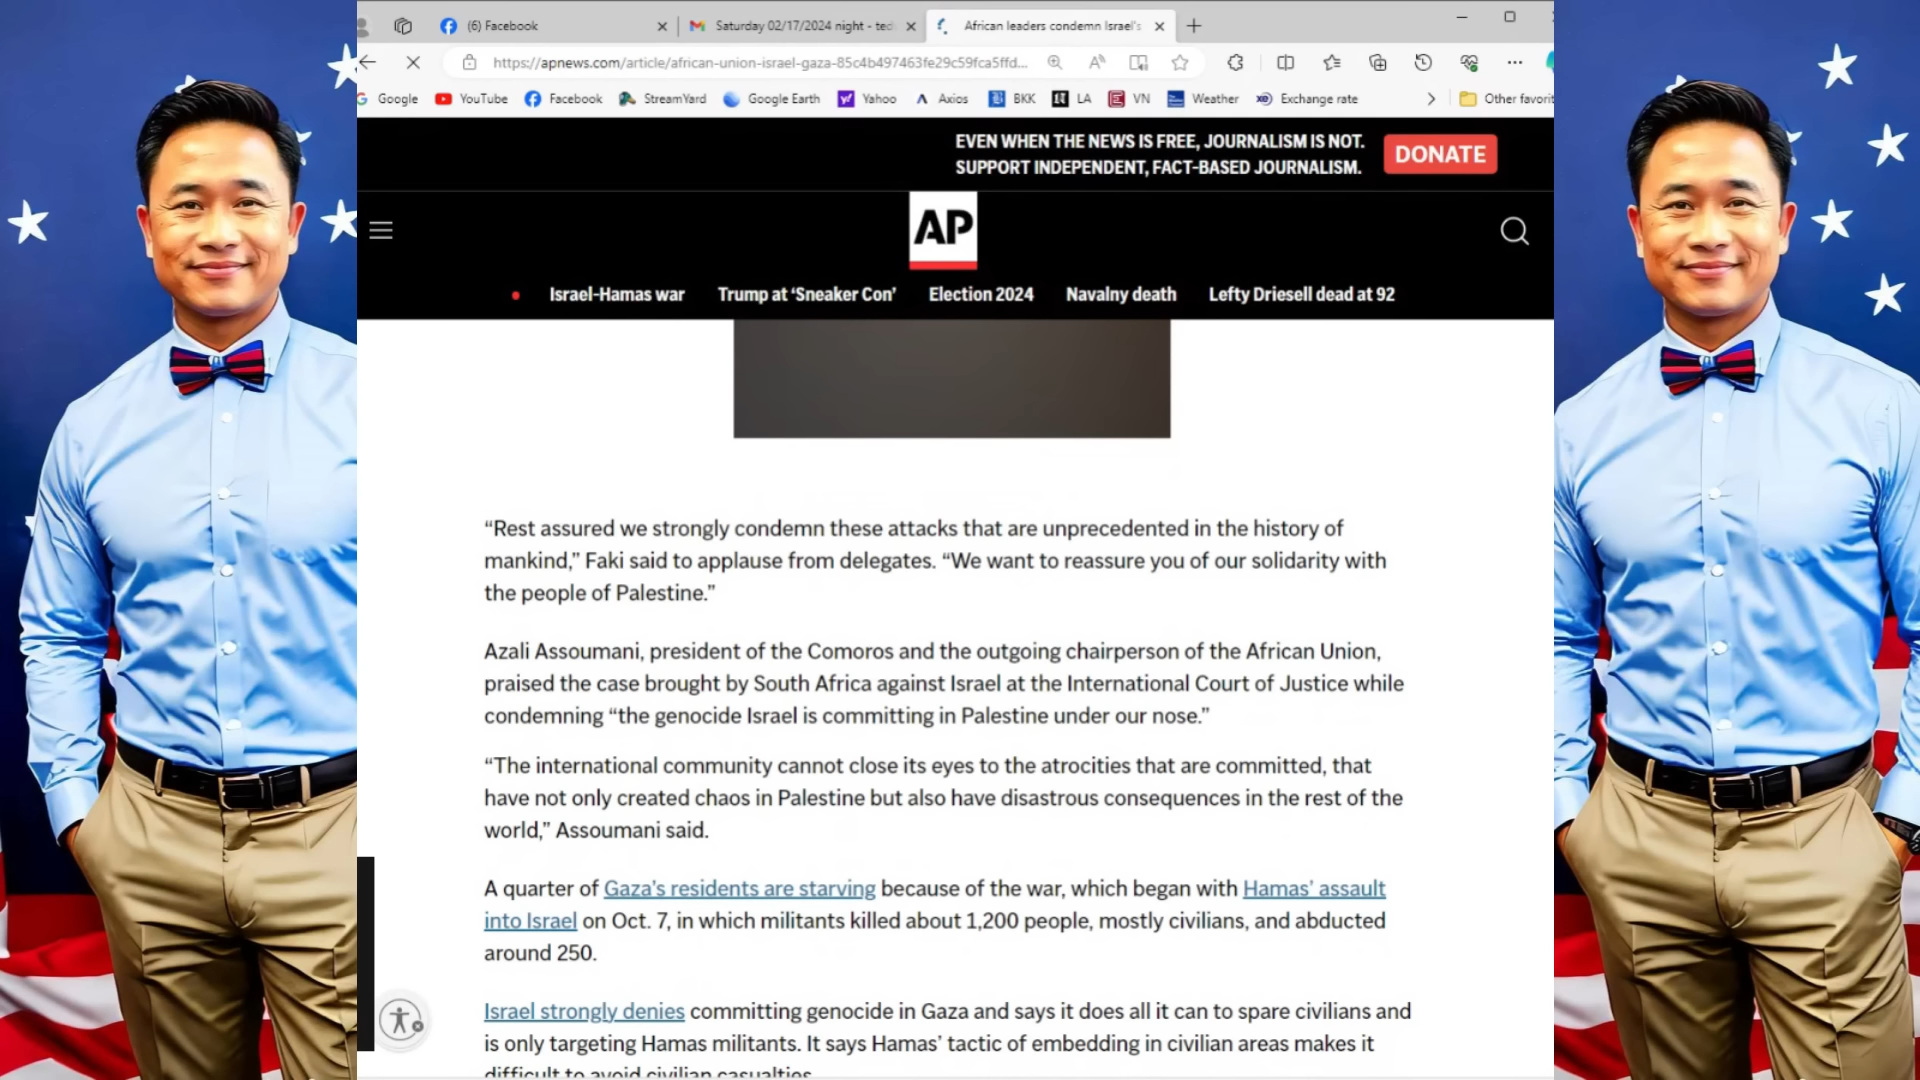 (6) Facebook
Saturday 02/17/2024 night - ted
African leaders condemn Israel's
https://apnews.com/article/african-union-israel-gaza-85c4b497463fe29c59fca5ffd...
Google YouTube Facebook StreamYard Google Earth Yahoo Axios BKK LA VN Weather Exchange rate Other favorit
EVEN WHEN THE NEWS IS FREE, JOURNALISM IS NOT.
SUPPORT INDEPENDENT, FACT-BASED JOURNALISM.
DONATE
AP
Israel-Hamas war Trump at ‘Sneaker Con’ Election 2024 Navalny death Lefty Driesell dead at 92
“Rest assured we strongly condemn these attacks that are unprecedented in the history of
mankind,” Faki said to applause from delegates. “We want to reassure you of our solidarity with
the people of Palestine.”
Azali Assoumani, president of the Comoros and the outgoing chairperson of the African Union,
praised the case brought by South Africa against Israel at the International Court of Justice while
condemning “the genocide Israel is committing in Palestine under our nose.”
“The international community cannot close its eyes to the atrocities that are committed, that
have not only created chaos in Palestine but also have disastrous consequences in the rest of the
world,” Assoumani said.
A quarter of Gaza’s residents are starving because of the war, which began with Hamas’ assault
into Israel on Oct. 7, in which militants killed about 1,200 people, mostly civilians, and abducted
around 250.
Israel strongly denies committing genocide in Gaza and says it does all it can to spare civilians and
is only targeting Hamas militants. It says Hamas’ tactic of embedding in civilian areas makes it
difficult to avoid civilian casualties.